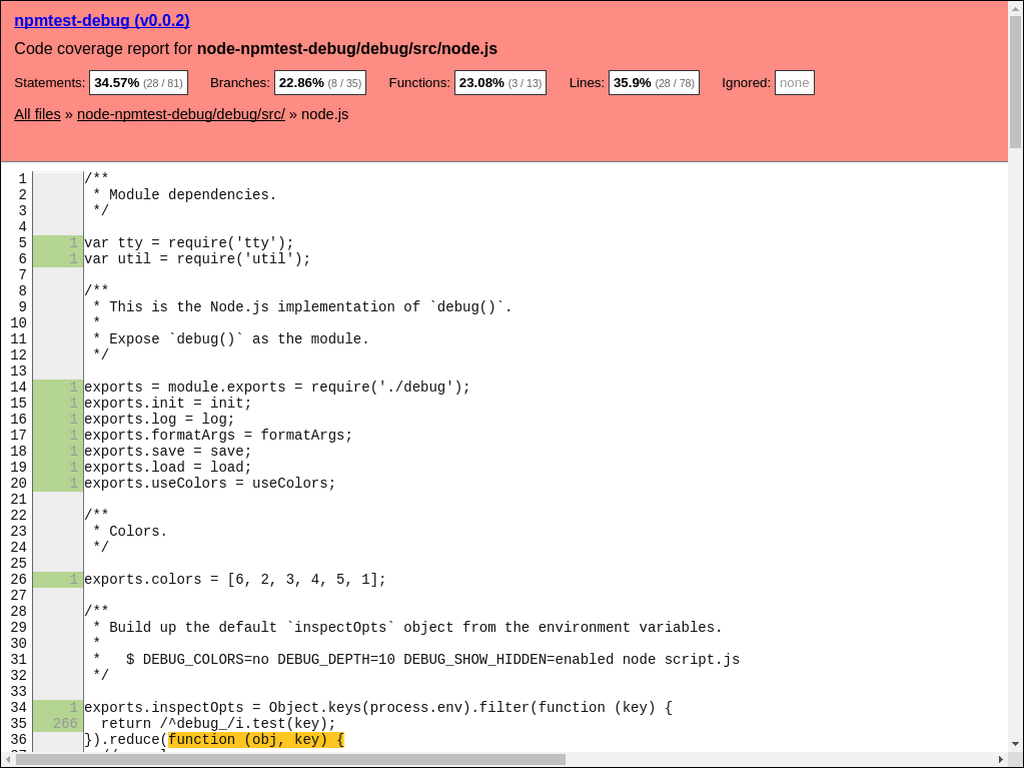 npmtest-debug (v0.0.2)
Code coverage report for node-npmtest-debug/debug/src/node.js
Statements: 34.57% (28 / 81) Branches: 22.86% (8 / 35) Functions: 23.08% (3 / 13) Lines: 35.9% (28 / 78) Ignored: none
All files » node-npmtest-debug/debug/src/ » node.js
1 /**
2  * Module dependencies.
3  */
4
5 1 var tty = require('tty');
6 1 var util = require('util');
7
8 /**
9  * This is the Node.js implementation of `debug()`.
10  *
11  * Expose `debug()` as the module.
12  */
13
14 1 exports = module.exports = require('./debug');
15 1 exports.init = init;
16 1 exports.log = log;
17 1 exports.formatArgs = formatArgs;
18 1 exports.save = save;
19 1 exports.load = load;
20 1 exports.useColors = useColors;
21
22 /**
23  * Colors.
24  */
25
26 1 exports.colors = [6, 2, 3, 4, 5, 1];
27
28 /**
29  * Build up the default `inspectOpts` object from the environment variables.
30  *
31  *   $ DEBUG_COLORS=no DEBUG_DEPTH=10 DEBUG_SHOW_HIDDEN=enabled node script.js
32  */
33
34 1 exports.inspectOpts = Object.keys(process.env).filter(function (key) {
35 266   return /^debug_/i.test(key);
36 }).reduce(function (obj, key) {